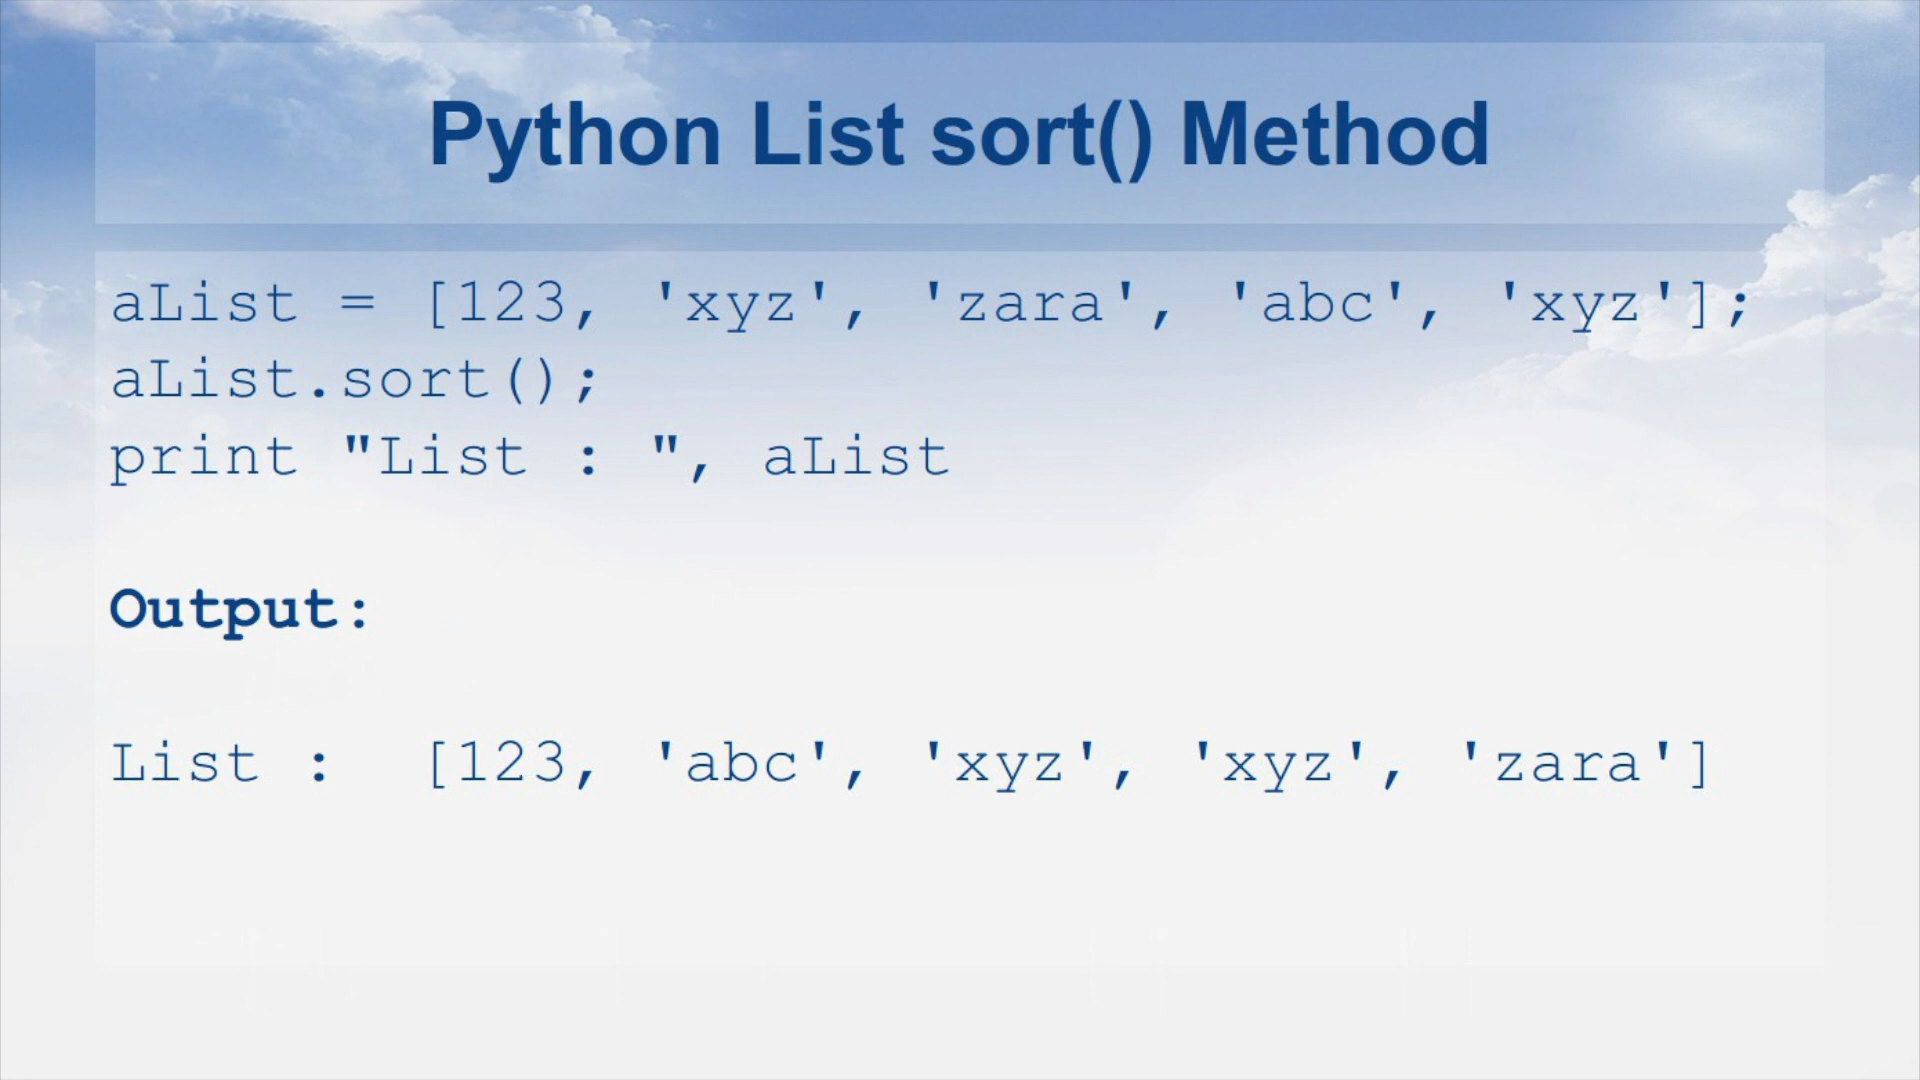 Python List sort() Method
aList = [123, 'xyz', 'zara', 'abc', 'xyz'];
aList.sort();
print "List : ", aList
Output:
List :  [123, 'abc', 'xyz', 'xyz', 'zara']